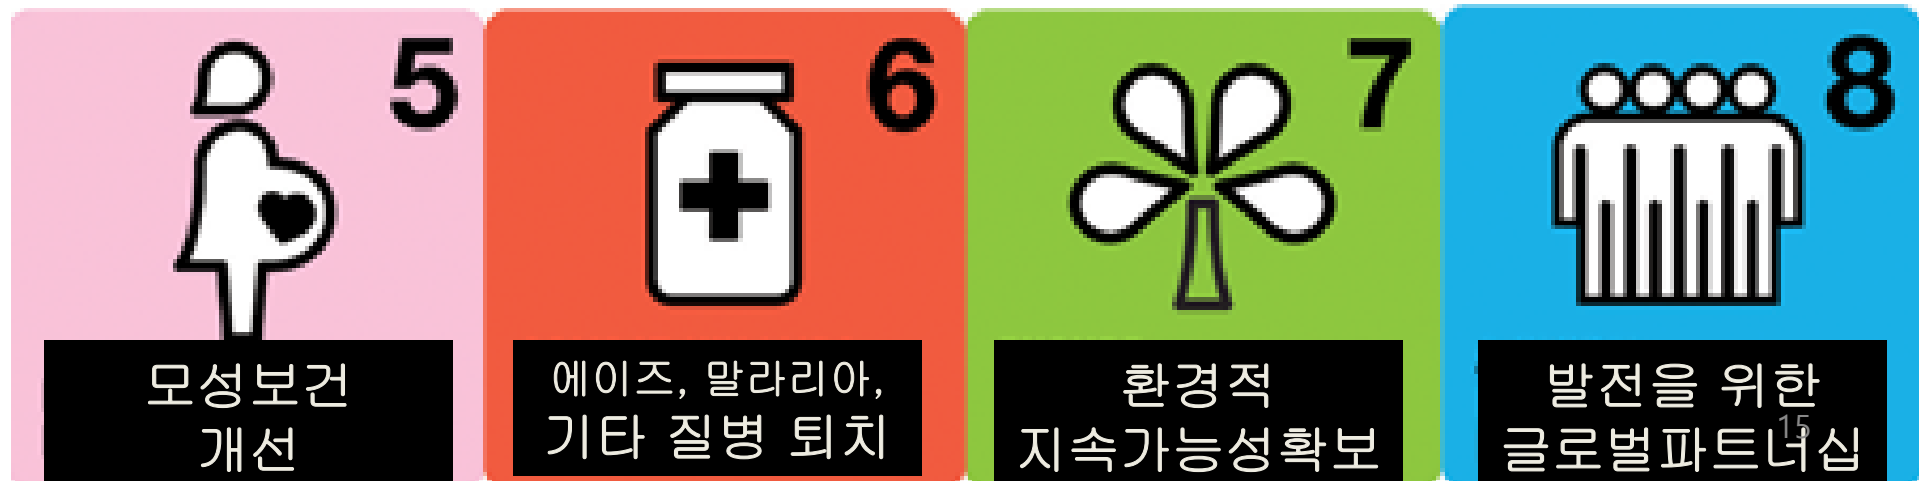 5
모성보건
개선
6
에이즈, 말라리아,
기타 질병 퇴치
7
환경적
지속가능성확보
8
발전을 위한
글로벌파트너십
15